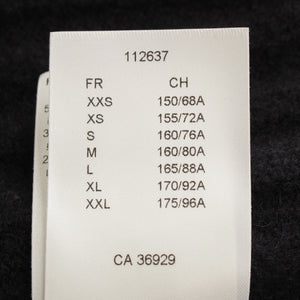 112637
FR CH
XXS 150/68A
XS 155/72A
S 160/76A
M 160/80A
L 165/88A
XL 170/92A
XXL 175/96A
CA 36929